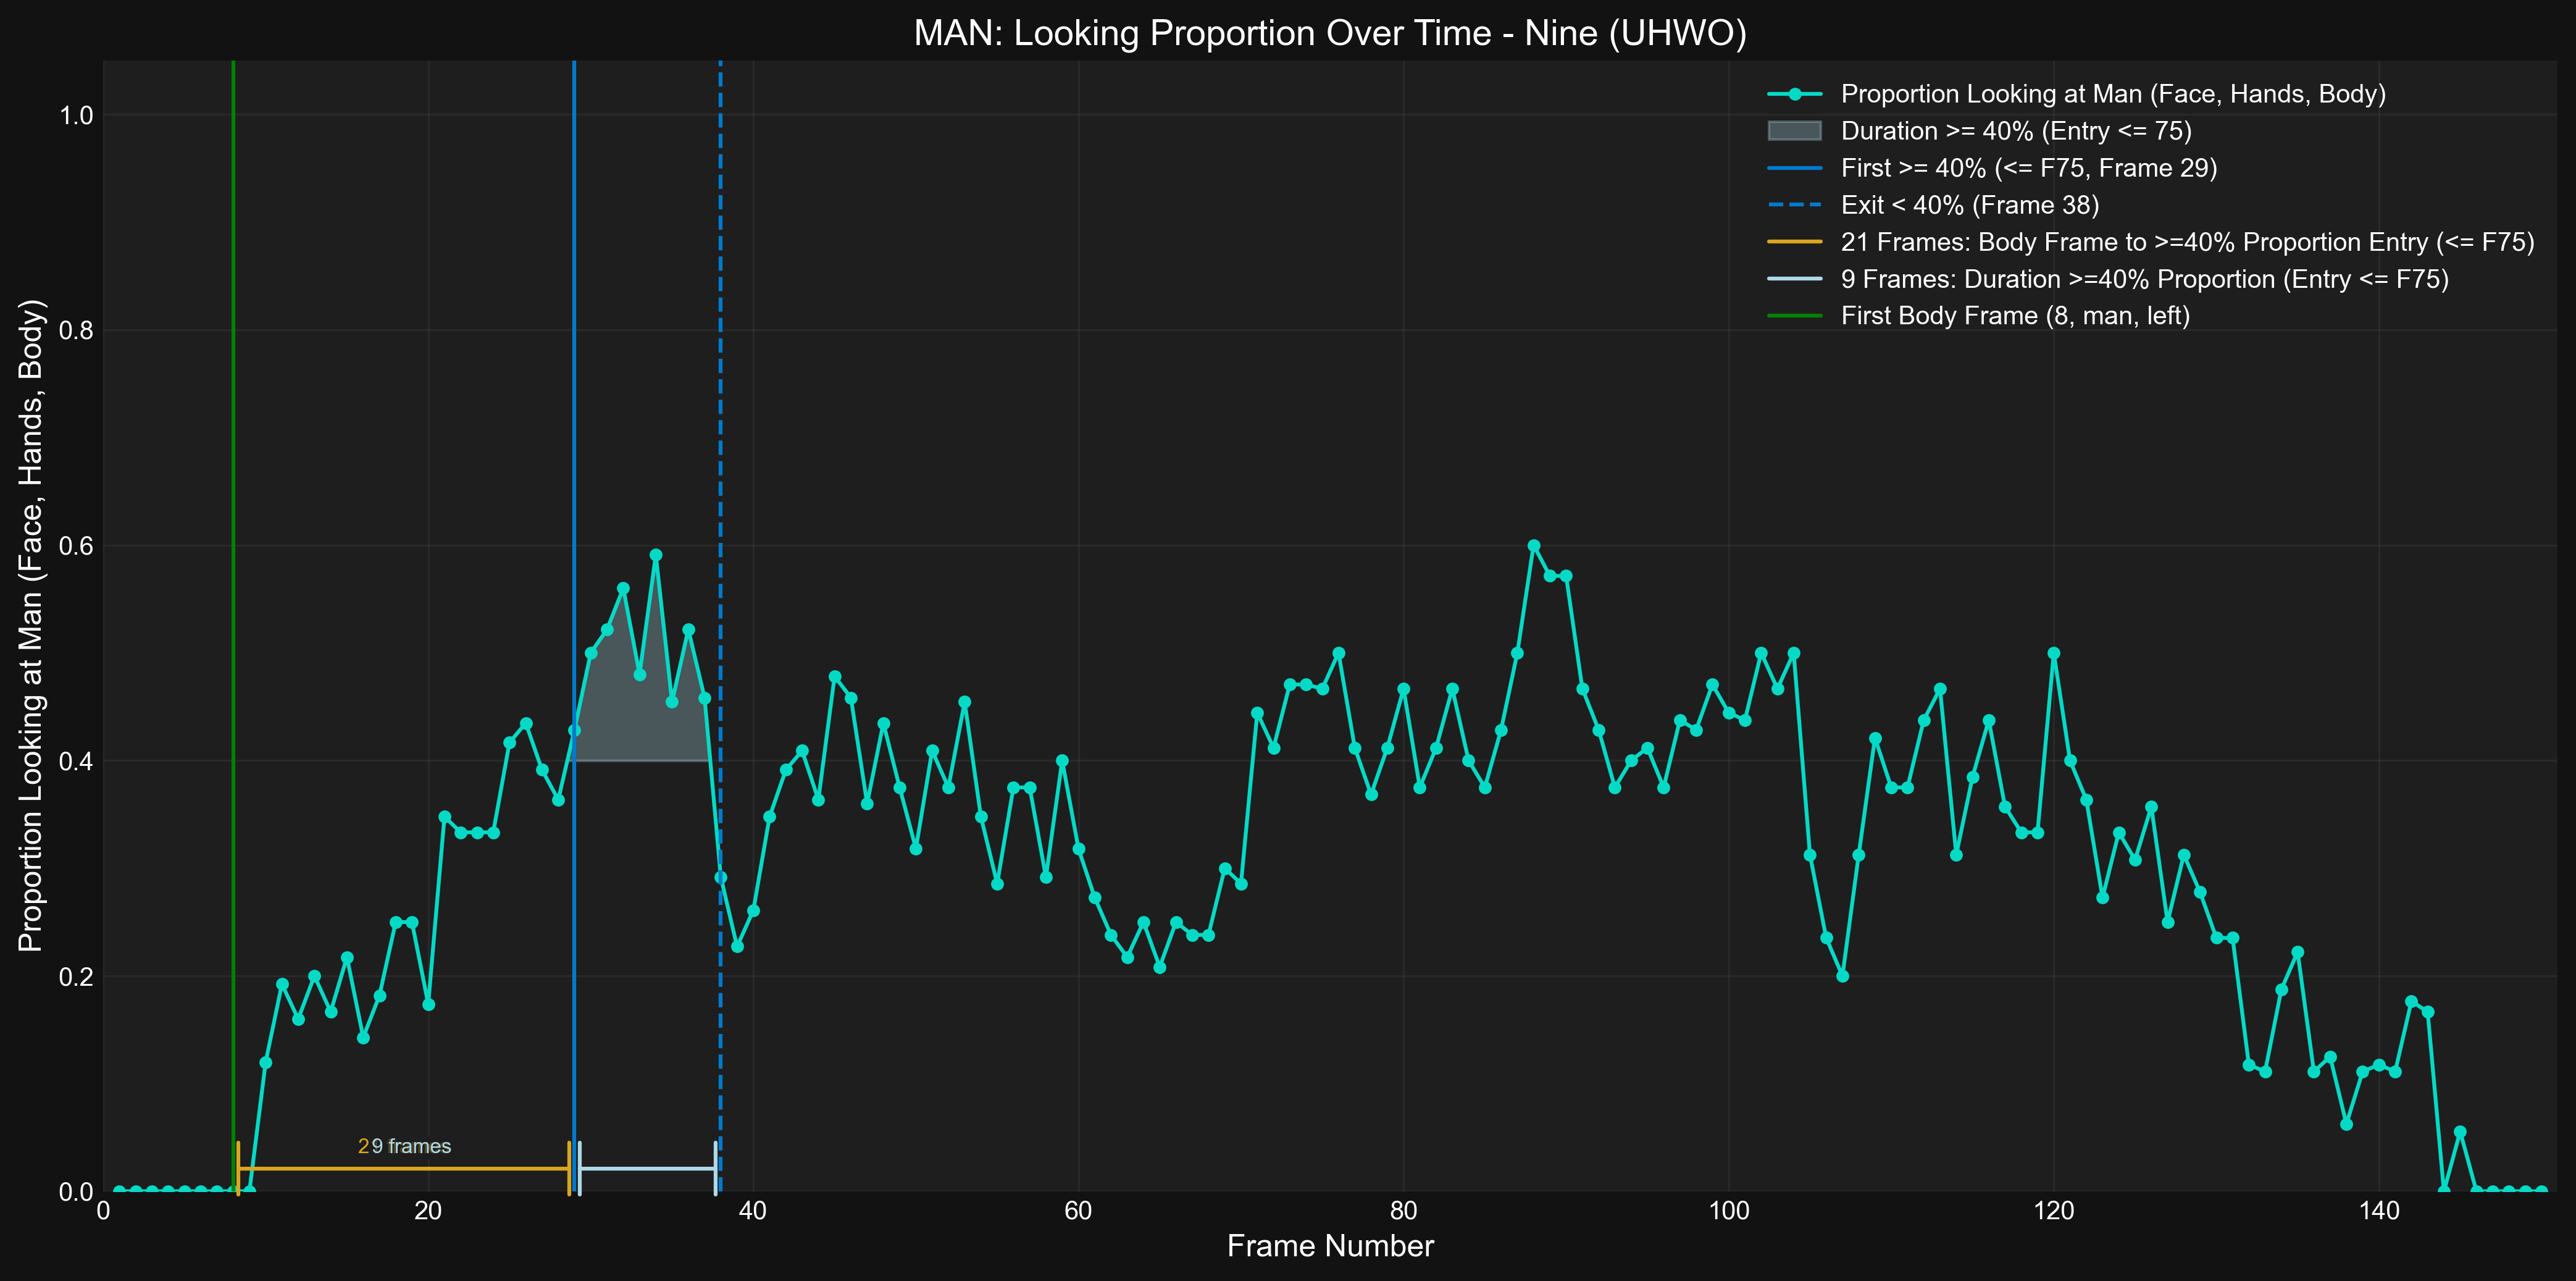 MAN: Looking Proportion Over Time - Nine (UHWO)
Proportion Looking at Man (Face, Hands, Body)
Duration >= 40% (Entry <= 75)
First >= 40% (<= F75, Frame 29)
Exit < 40% (Frame 38)
21 Frames: Body Frame to >=40% Proportion Entry (<= F75)
9 Frames: Duration >=40% Proportion (Entry <= F75)
First Body Frame (8, man, left)
Proportion Looking at Man (Face, Hands, Body)
1.0
0.8
0.6
0.4
0.2
0.0
9 frames
0 20 40 60 80 100 120 140
Frame Number